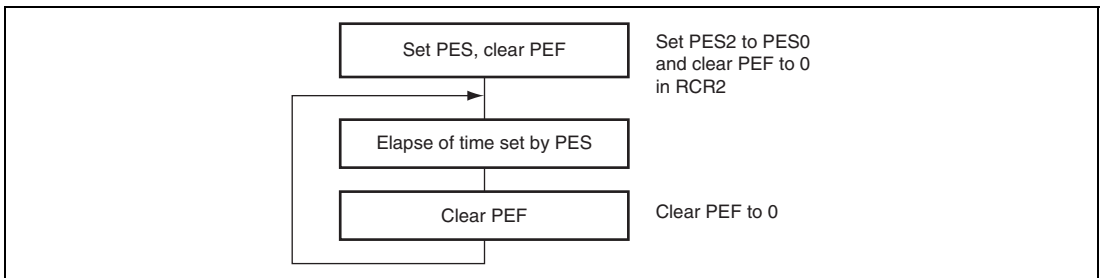 Set PES, clear PEF
Set PES2 to PES0
and clear PEF to 0
in RCR2
Elapse of time set by PES
Clear PEF
Clear PEF to 0